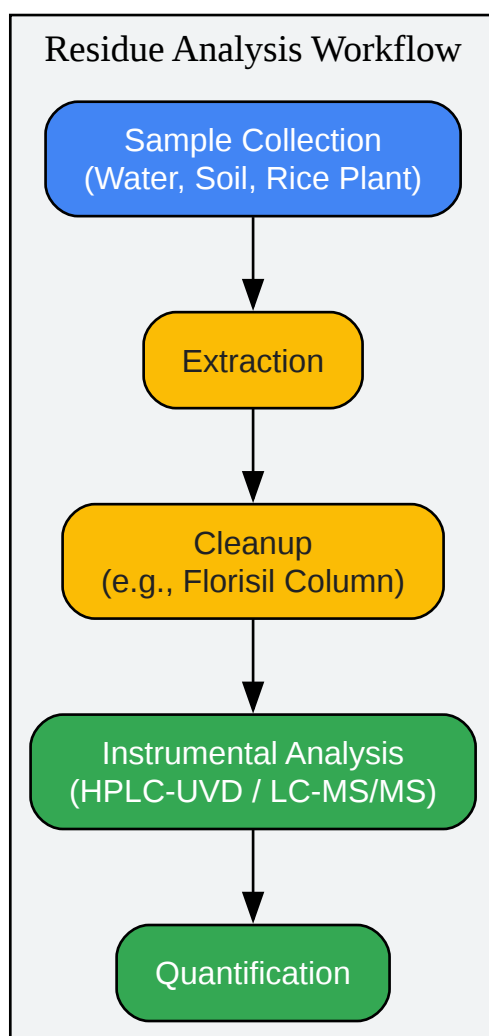 Residue Analysis Workflow
Sample Collection
(Water, Soil, Rice Plant)
Extraction
Cleanup
(e.g., Florisil Column)
Instrumental Analysis
(HPLC-UVD / LC-MS/MS)
Quantification